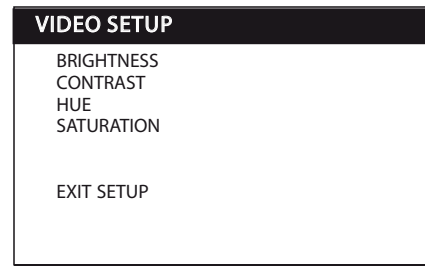 VIDEO SETUP
BRIGHTNESS
CONTRAST
HUE
SATURATION
EXIT SETUP